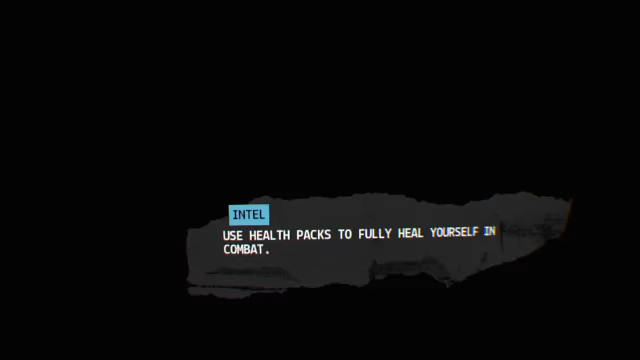 INTEL
USE HEALTH PACKS TO FULLY HEAL YOURSELF IN
COMBAT.